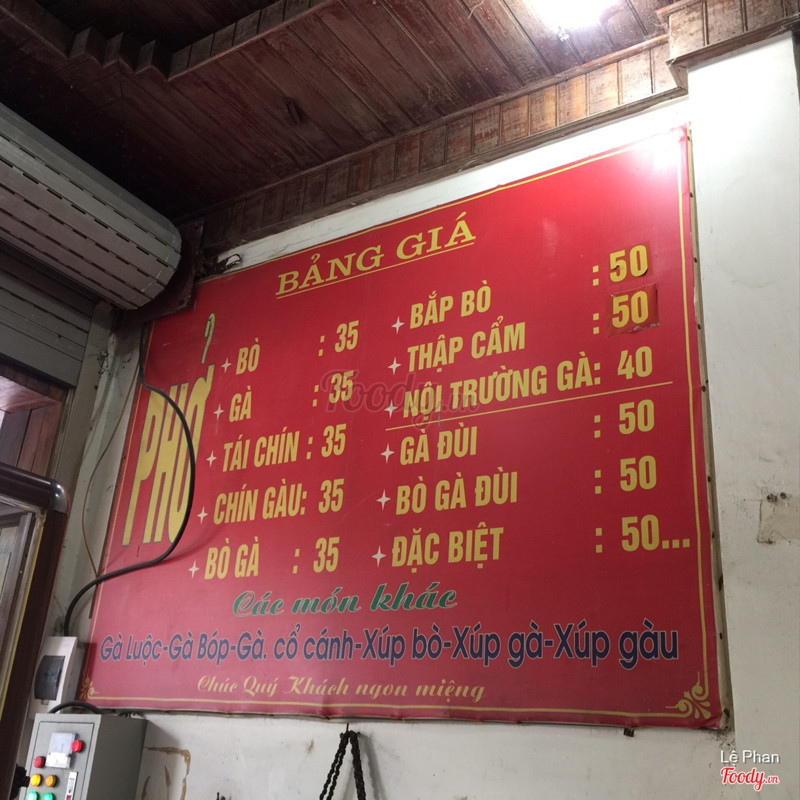 BẢNG GIÁ
PHỞ
+ BÒ : 35
+ GÀ : 35
+ TÁI CHÍN : 35
+ CHÍN GÀU: 35
+ BÒ GÀ : 35
+ BẮP BÒ : 50
+ THẬP CẨM : 50
+ NỘI TRƯỜNG GÀ: 40
+ GÀ ĐÙI : 50
+ BÒ GÀ ĐÙI : 50
+ ĐẶC BIỆT : 50...
Các món khác
Gà Luộc-Gà Bóp-Gà. cổ cánh-Xúp bò-Xúp gà-Xúp gàu
Chúc Quý Khách ngon miệng
Foody.vn
Lê Phan
Foody.vn